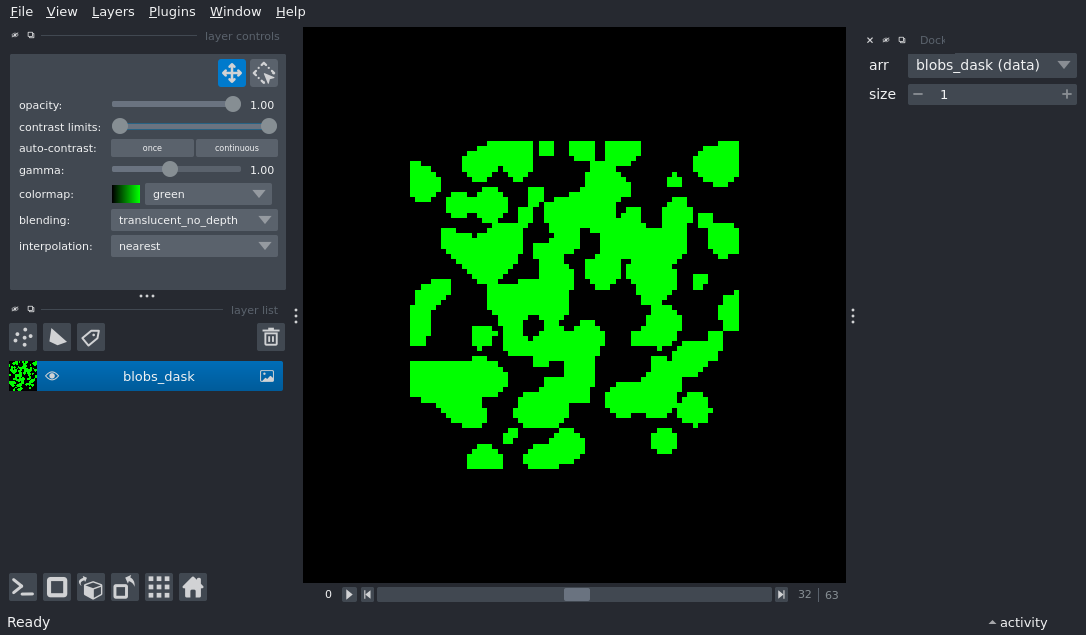 File View Layers Plugins Window Help
layer controls
opacity: 1.00
contrast limits:
auto-contrast: once continuous
gamma: 1.00
colormap: green
blending: translucent_no_depth
interpolation: nearest
layer list
blobs_dask
0 32 63
Dock
arr blobs_dask (data)
size 1
Ready
activity